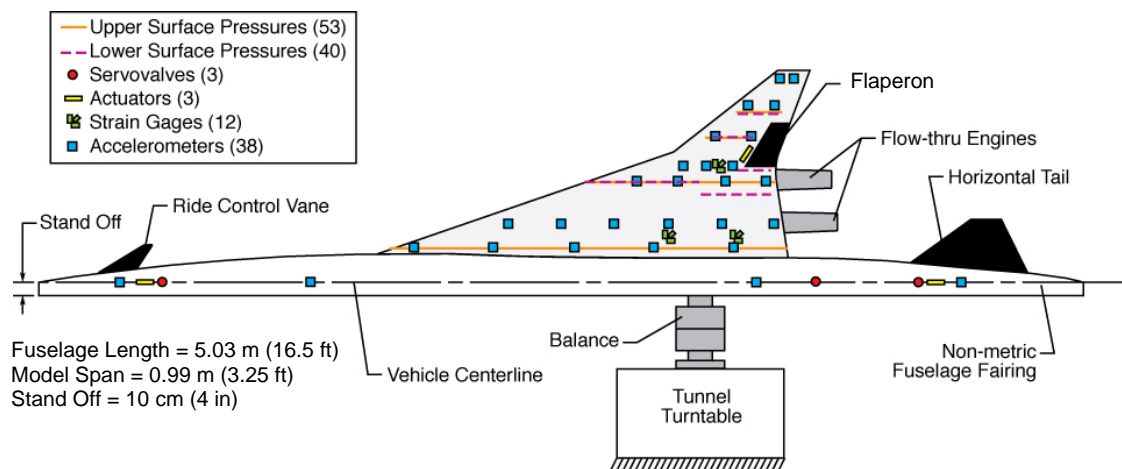 Upper Surface Pressures (53)
Lower Surface Pressures (40)
Servovalves (3)
Actuators (3)
Strain Gages (12)
Accelerometers (38)
Flaperon
Flow-thru Engines
Horizontal Tail
Ride Control Vane
Stand Off
Balance
Non-metric
Fuselage Fairing
Vehicle Centerline
Fuselage Length = 5.03 m (16.5 ft)
Model Span = 0.99 m (3.25 ft)
Stand Off = 10 cm (4 in)
Tunnel
Turntable